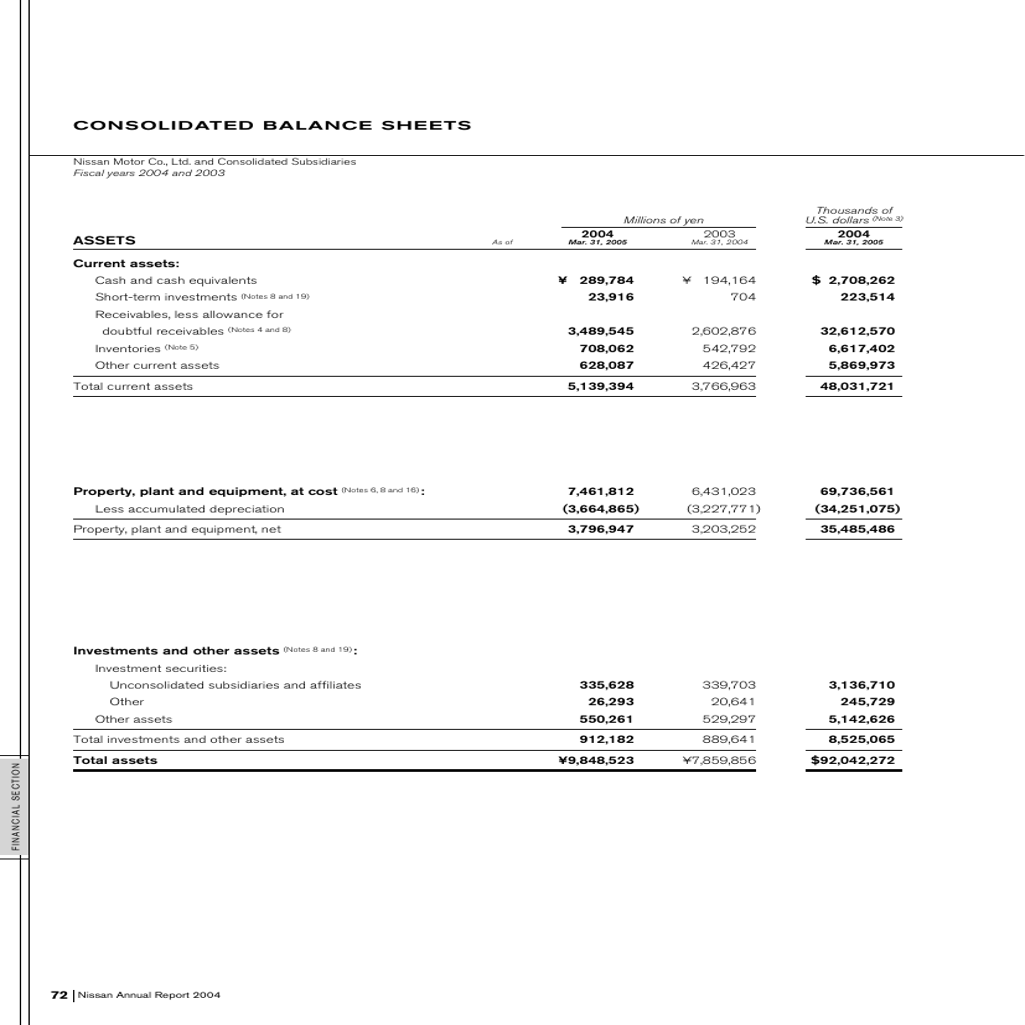 CONSOLIDATED BALANCE SHEETS
Nissan Motor Co., Ltd. and Consolidated Subsidiaries
Fiscal years 2004 and 2003
Thousands of
Millions of yen U.S. dollars (Note 3)
2004 2003 2004
ASSETS As of Mar. 31, 2005 Mar. 31, 2004 Mar. 31, 2005
Current assets:
Cash and cash equivalents ¥ 289,784 ¥ 194,164 $ 2,708,262
Short-term investments (Notes 8 and 19) 23,916 704 223,514
Receivables, less allowance for
doubtful receivables (Notes 4 and 8) 3,489,545 2,602,876 32,612,570
Inventories (Note 5) 708,062 542,792 6,617,402
Other current assets 628,087 426,427 5,869,973
Total current assets 5,139,394 3,766,963 48,031,721
Property, plant and equipment, at cost (Notes 6, 8 and 16): 7,461,812 6,431,023 69,736,561
Less accumulated depreciation (3,664,865) (3,227,771) (34,251,075)
Property, plant and equipment, net 3,796,947 3,203,252 35,485,486
Investments and other assets (Notes 8 and 19):
Investment securities:
Unconsolidated subsidiaries and affiliates 335,628 339,703 3,136,710
Other 26,293 20,641 245,729
Other assets 550,261 529,297 5,142,626
Total investments and other assets 912,182 889,641 8,525,065
Total assets ¥9,848,523 ¥7,859,856 $92,042,272
FINANCIAL SECTION
72 Nissan Annual Report 2004